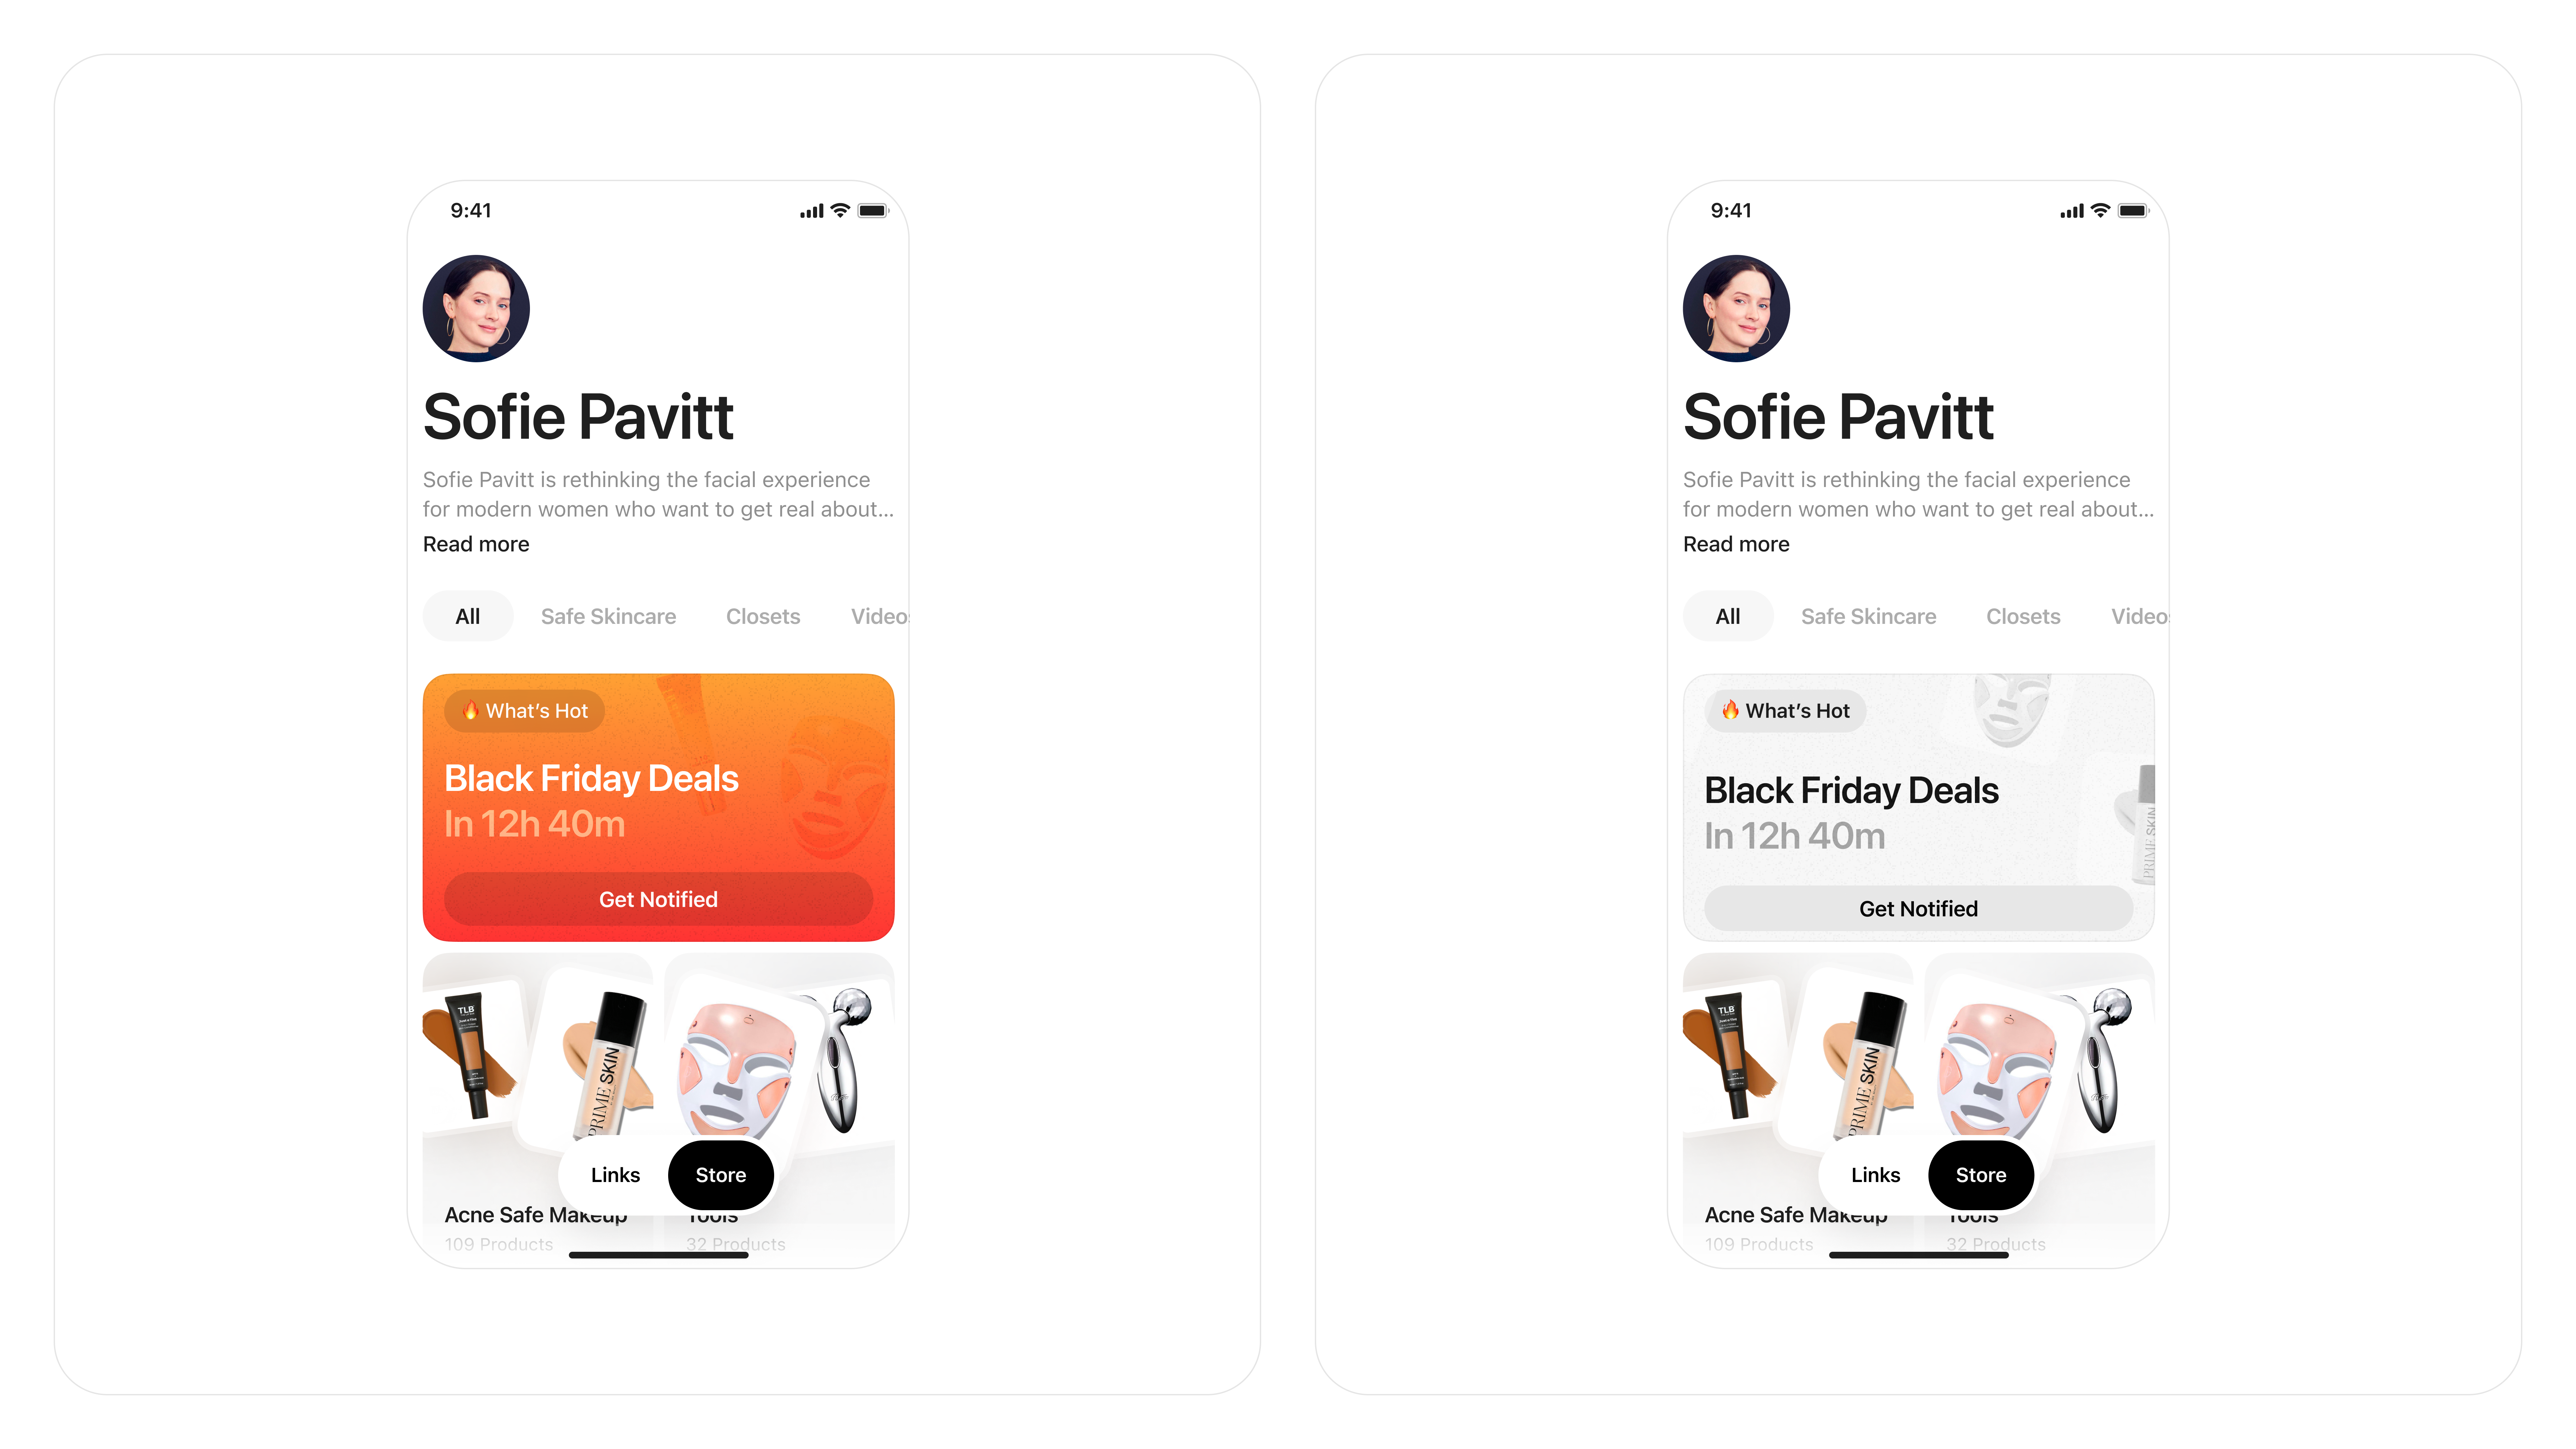 9:41
Sofie Pavitt
Sofie Pavitt is rethinking the facial experience
for modern women who want to get real about...
Read more
All Safe Skincare Closets Videos
🔥 What's Hot
Black Friday Deals
In 12h 40m
Get Notified
TLB
PRIME SKIN
Links Store
Acne Safe Makeup Tools
109 Products 32 Products
9:41
Sofie Pavitt
Sofie Pavitt is rethinking the facial experience
for modern women who want to get real about...
Read more
All Safe Skincare Closets Videos
🔥 What's Hot
Black Friday Deals
In 12h 40m
PRIME SKIN
Get Notified
TLB
PRIME SKIN
Links Store
Acne Safe Makeup Tools
109 Products 32 Products